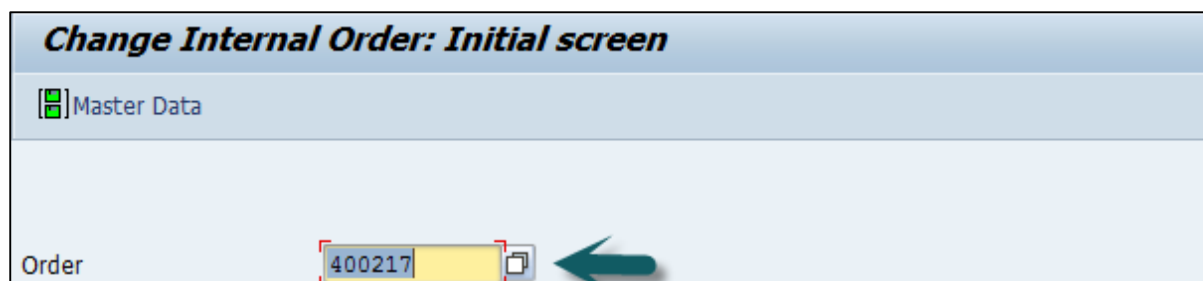 Change Internal Order: Initial screen
Master Data
Order 400217